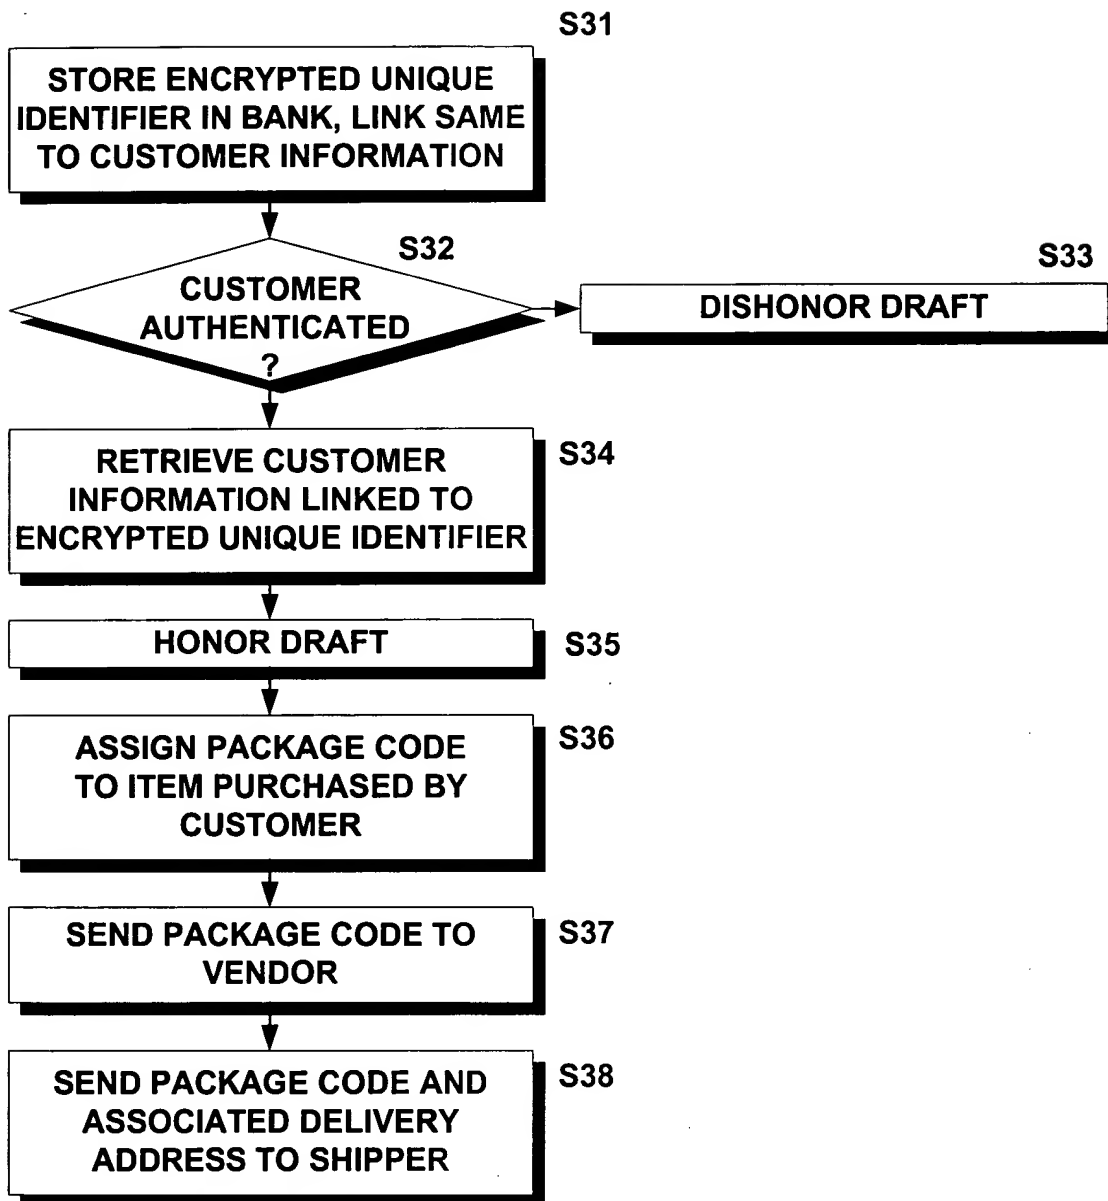 S31
STORE ENCRYPTED UNIQUE
IDENTIFIER IN BANK, LINK SAME
TO CUSTOMER INFORMATION
S32
CUSTOMER
AUTHENTICATED
?
S33
DISHONOR DRAFT
RETRIEVE CUSTOMER
INFORMATION LINKED TO
ENCRYPTED UNIQUE IDENTIFIER
S34
HONOR DRAFT
S35
ASSIGN PACKAGE CODE
TO ITEM PURCHASED BY
CUSTOMER
S36
SEND PACKAGE CODE TO
VENDOR
S37
SEND PACKAGE CODE AND
ASSOCIATED DELIVERY
ADDRESS TO SHIPPER
S38